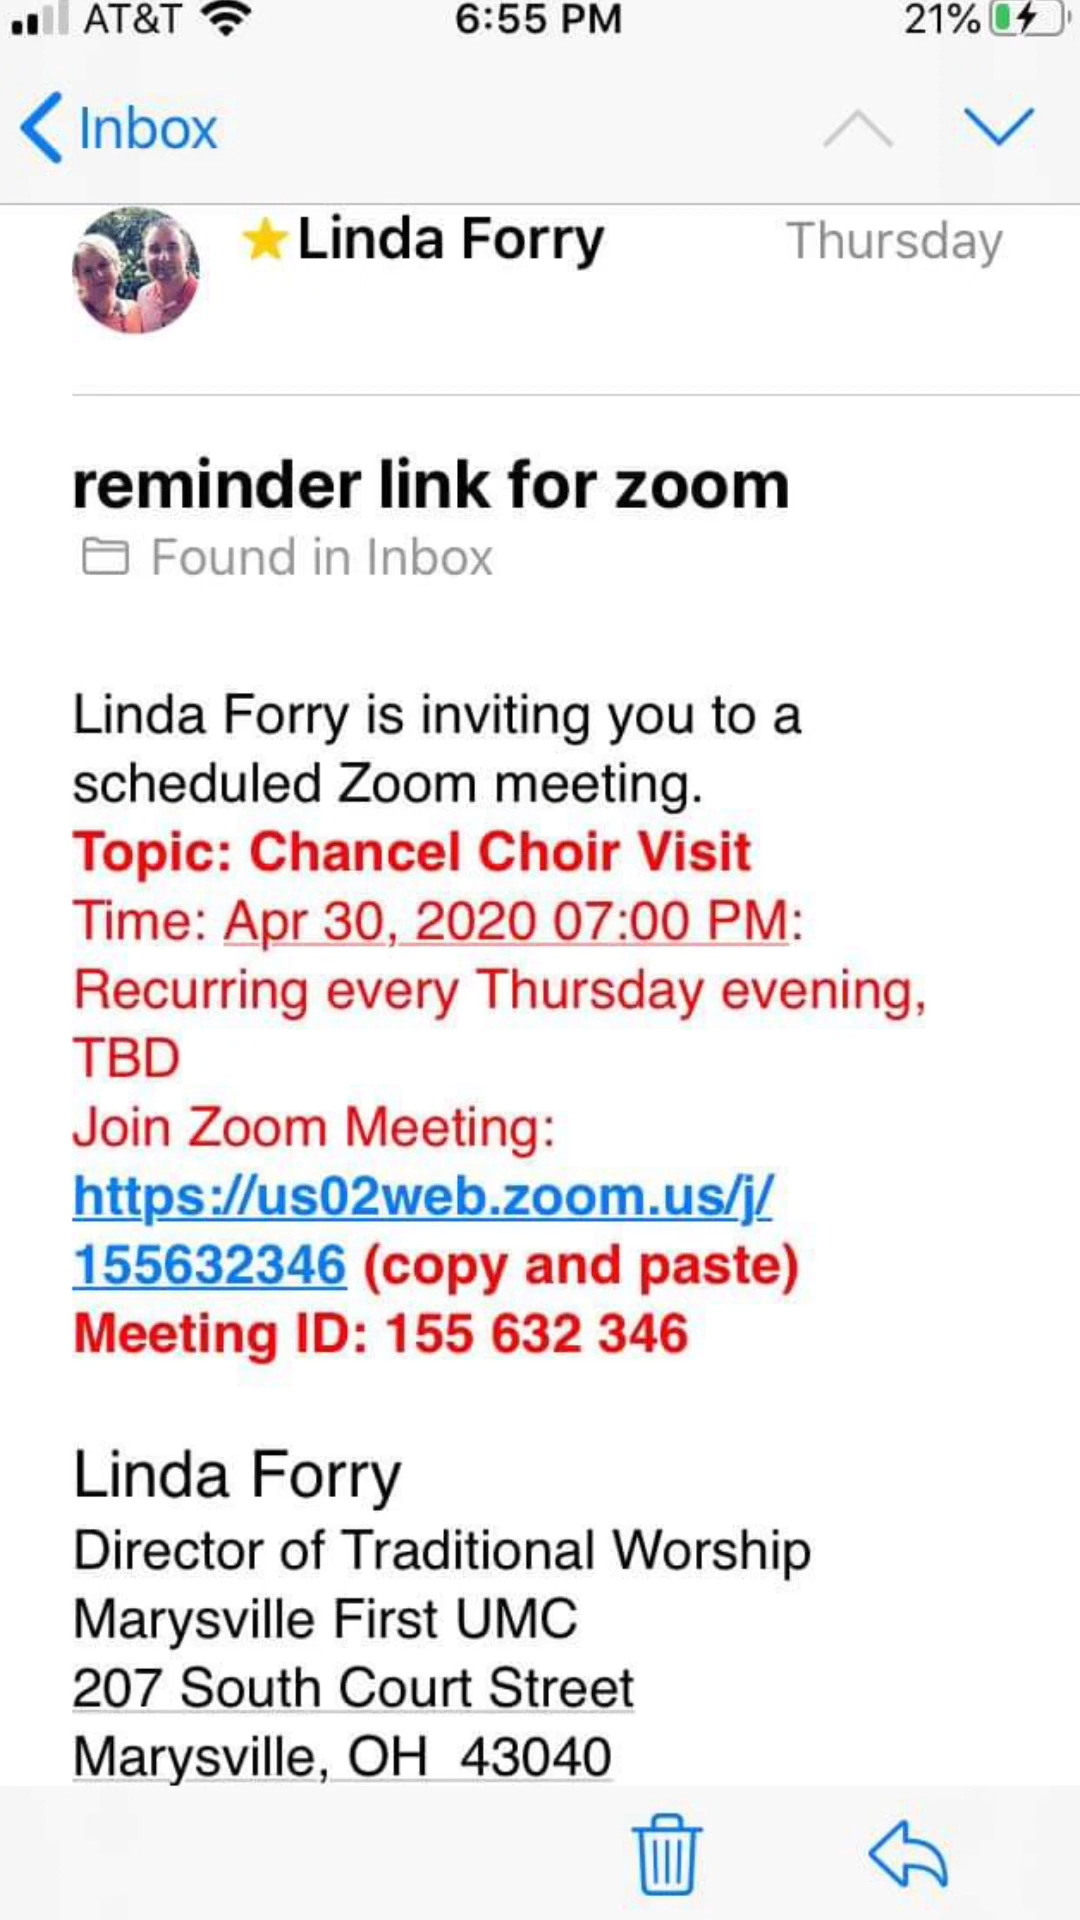 AT&T 6:55 PM 21%
Inbox
Linda Forry Thursday
reminder link for zoom
Found in Inbox
Linda Forry is inviting you to a
scheduled Zoom meeting.
Topic: Chancel Choir Visit
Time: Apr 30, 2020 07:00 PM:
Recurring every Thursday evening,
TBD
Join Zoom Meeting:
https://us02web.zoom.us/j/
155632346 (copy and paste)
Meeting ID: 155 632 346
Linda Forry
Director of Traditional Worship
Marysville First UMC
207 South Court Street
Marysville, OH  43040